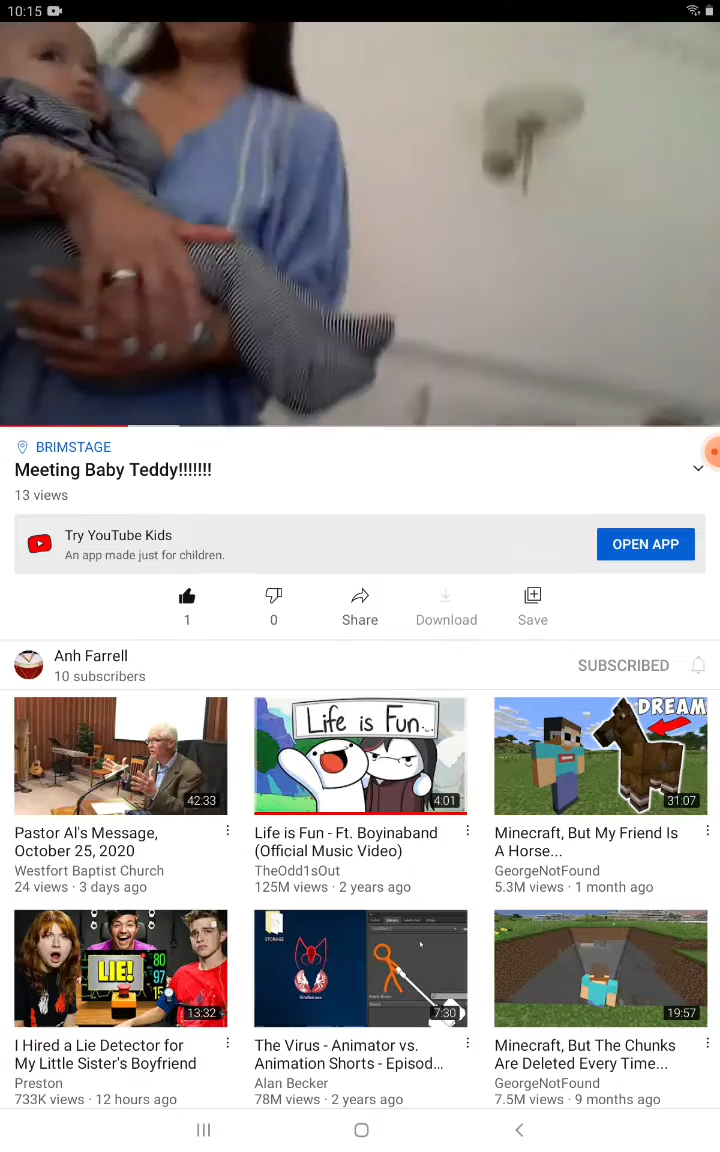 10:15
BRIMSTAGE
Meeting Baby Teddy!!!!!!!
13 views
Try YouTube Kids
An app made just for children.
OPEN APP
1
0
Share
Download
Save
Anh Farrell
10 subscribers
SUBSCRIBED
42:33
Life is Fun...
4:01
DREAM
31:07
Pastor Al's Message,
October 25, 2020
Westfort Baptist Church
24 views · 3 days ago
Life is Fun - Ft. Boyinaband
(Official Music Video)
TheOdd1sOut
125M views · 2 years ago
Minecraft, But My Friend Is
A Horse...
GeorgeNotFound
5.3M views · 1 month ago
LIE!
80
97
15
13:32
STORAGE
7:30
19:57
I Hired a Lie Detector for
My Little Sister's Boyfriend
Preston
733K views · 12 hours ago
The Virus - Animator vs.
Animation Shorts - Episod...
Alan Becker
78M views · 2 years ago
Minecraft, But The Chunks
Are Deleted Every Time...
GeorgeNotFound
7.5M views · 9 months ago